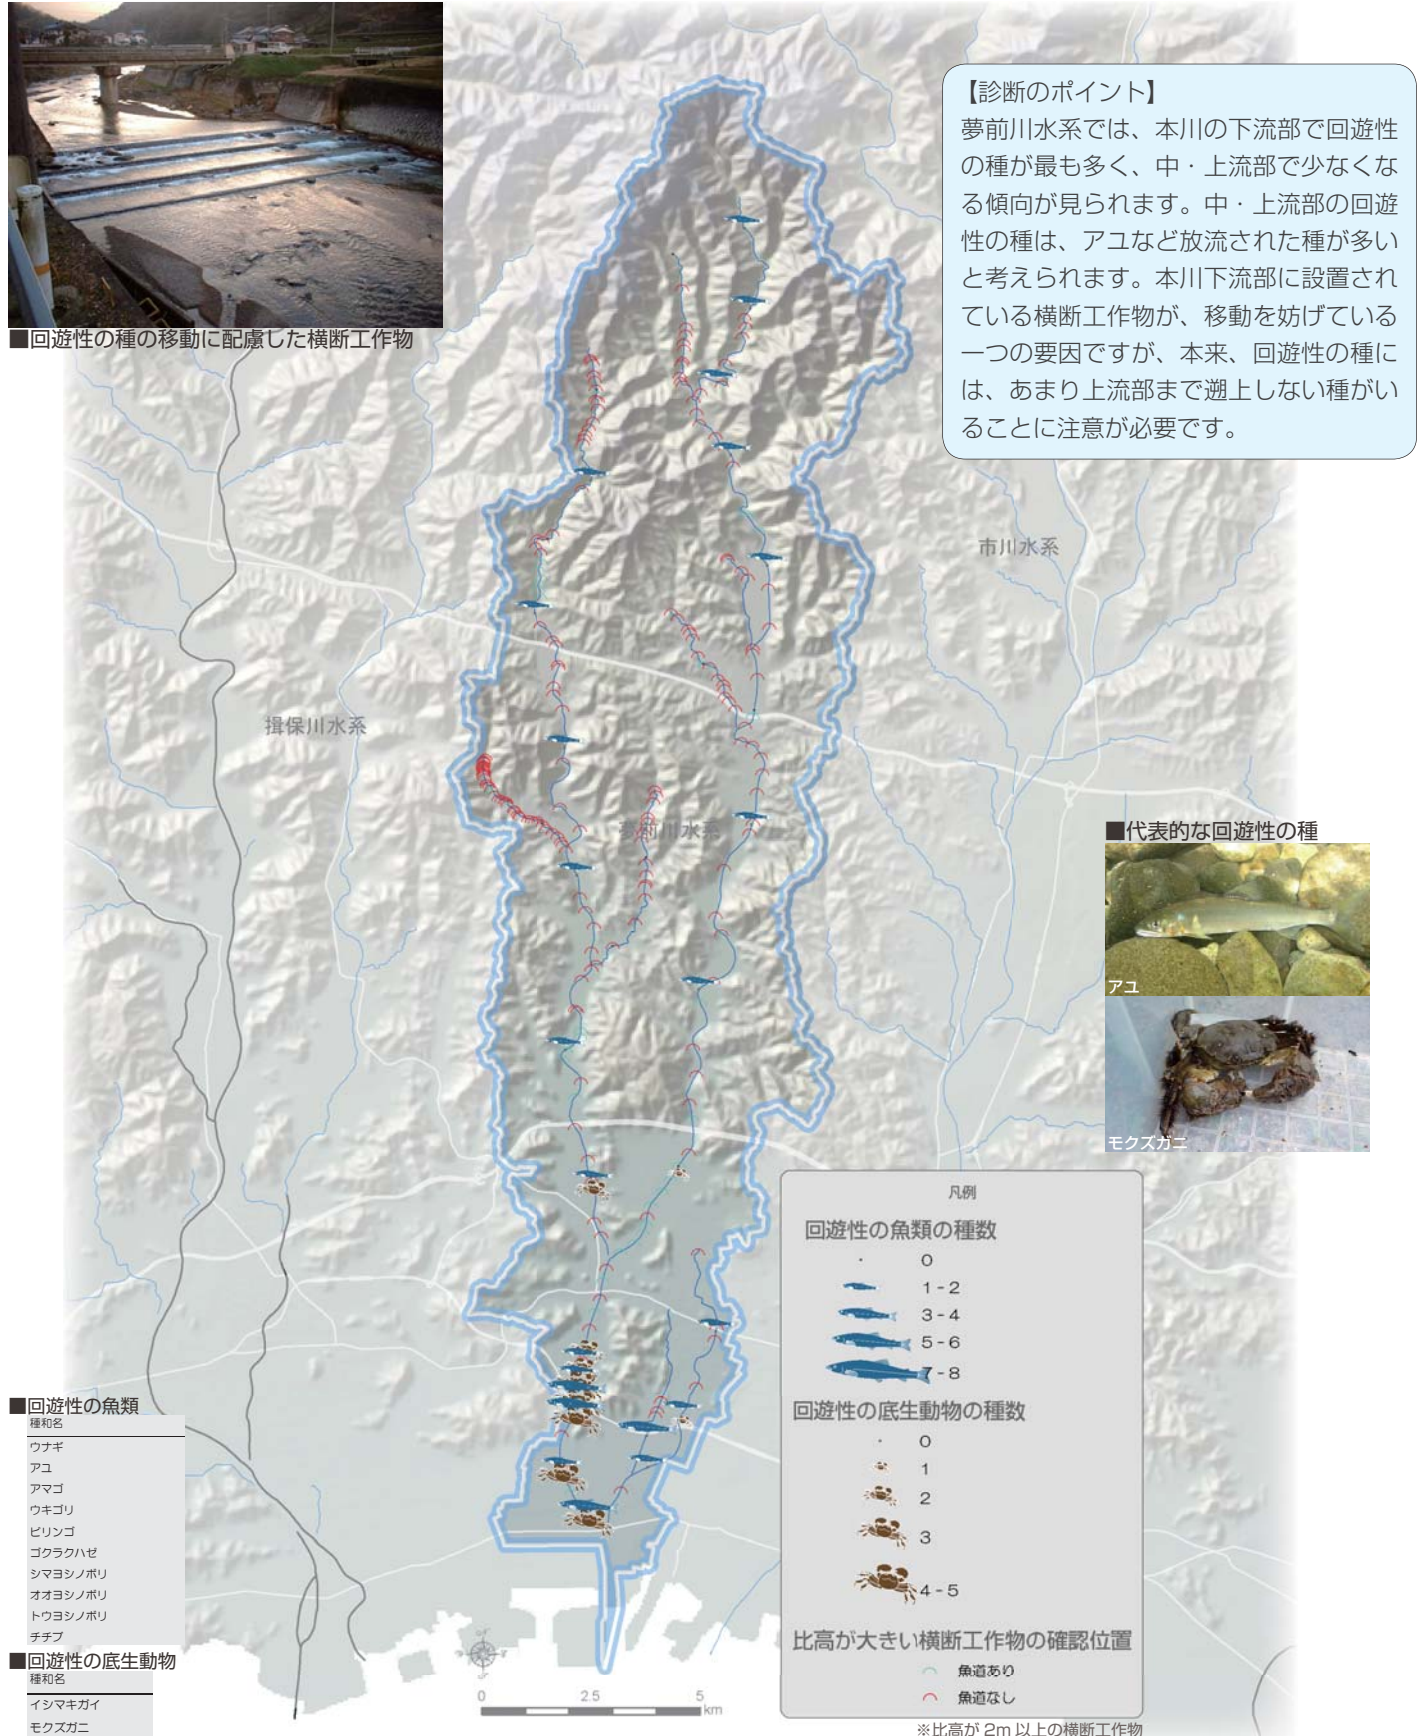 【診断のポイント】
夢前川水系では、本川の下流部で回遊性
の種が最も多く、中・上流部で少なくな
る傾向が見られます。中・上流部の回遊
性の種は、アユなど放流された種が多い
と考えられます。本川下流部に設置され
ている横断工作物が、移動を妨げている
一つの要因ですが、本来、回遊性の種に
は、あまり上流部まで遡上しない種がい
ることに注意が必要です。
■回遊性の種の移動に配慮した横断工作物
市川水系
揖保川水系
夢前川水系
■代表的な回遊性の種
アユ
モクズガニ
凡例
回遊性の魚類の種数
0
1-2
3-4
5-6
7-8
回遊性の底生動物の種数
0
1
2
3
4-5
比高が大きい横断工作物の確認位置
魚道あり
魚道なし
※比高が 2m 以上の横断工作物
■回遊性の魚類
種和名
ウナギ
アユ
アマゴ
ウキゴリ
ビリンゴ
ゴクラクハゼ
シマヨシノボリ
オオヨシノボリ
トウヨシノボリ
チチブ
■回遊性の底生動物
種和名
イシマキガイ
モクズガニ
0 2.5 5
km